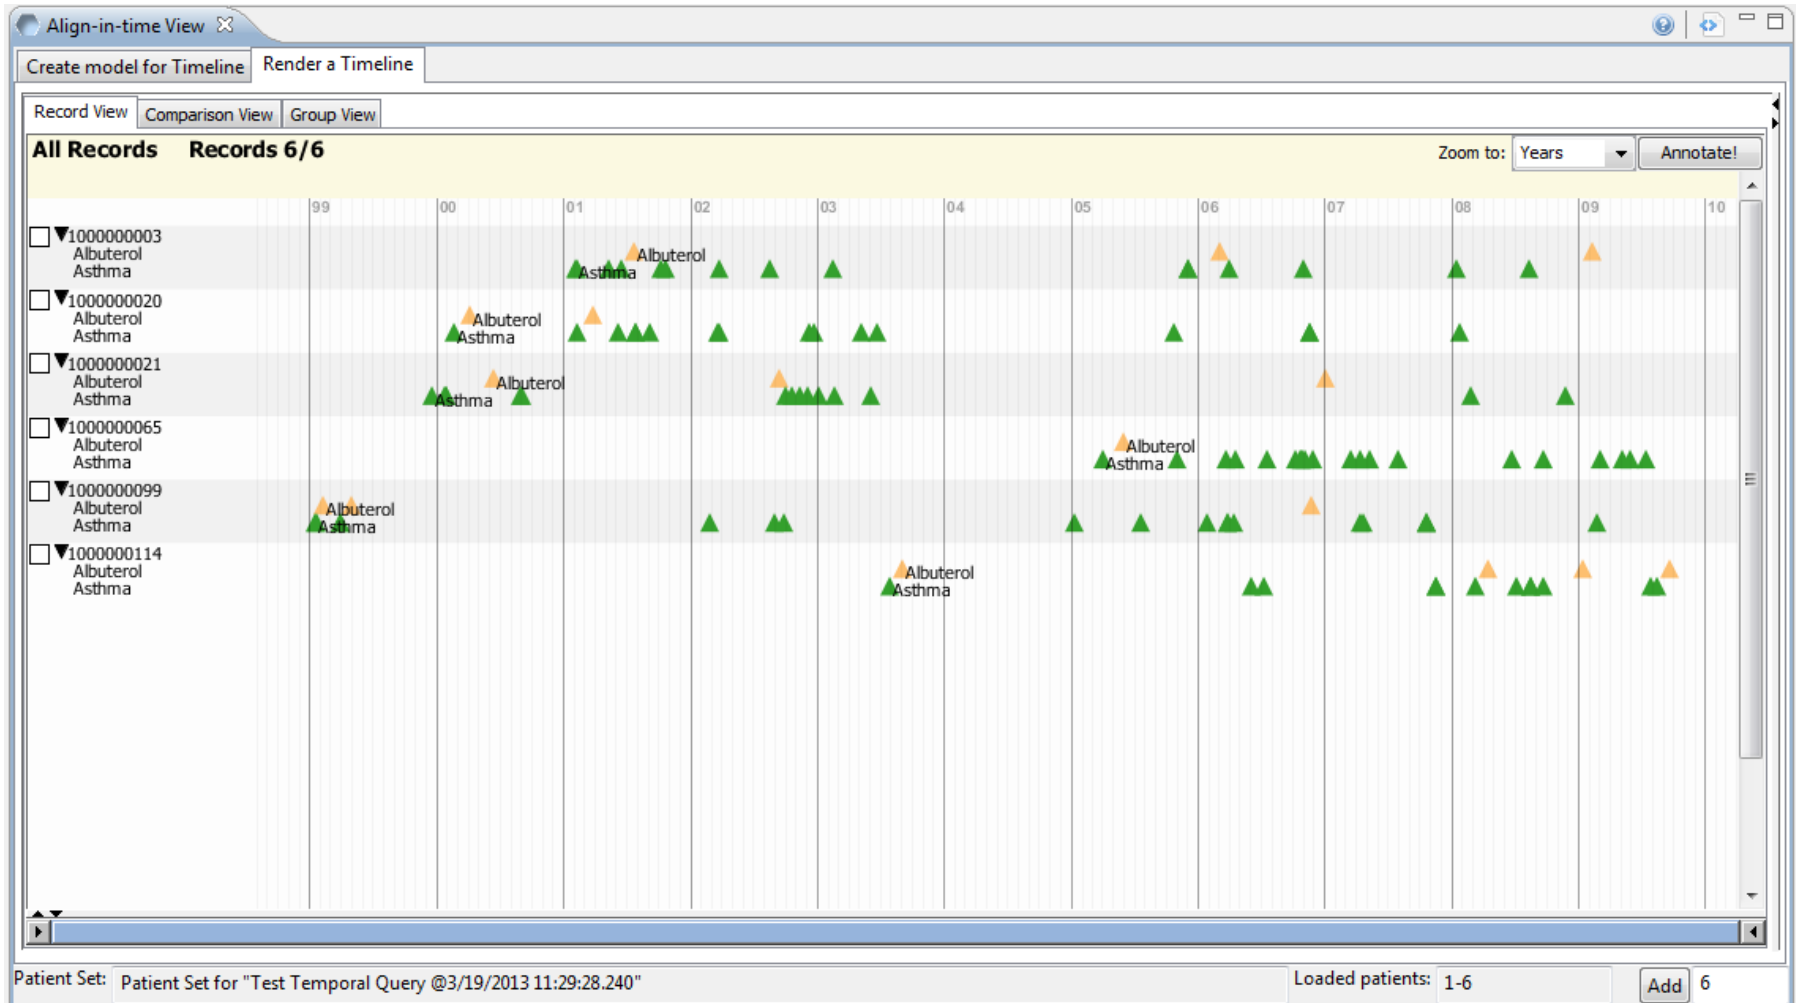 Align-in-time View
Create model for Timeline Render a Timeline
Record View Comparison View Group View
All Records Records 6/6 Zoom to: Years Annotate!
99 00 01 02 03 04 05 06 07 08 09 10
1000000003
Albuterol Albuterol
Asthma Asthma
1000000020
Albuterol Albuterol
Asthma Asthma
1000000021
Albuterol Albuterol
Asthma Asthma
1000000065
Albuterol Albuterol
Asthma Asthma
1000000099
Albuterol Albuterol
Asthma Asthma
1000000114
Albuterol Albuterol
Asthma Asthma
Patient Set: Patient Set for "Test Temporal Query @3/19/2013 11:29:28.240" Loaded patients: 1-6 Add 6